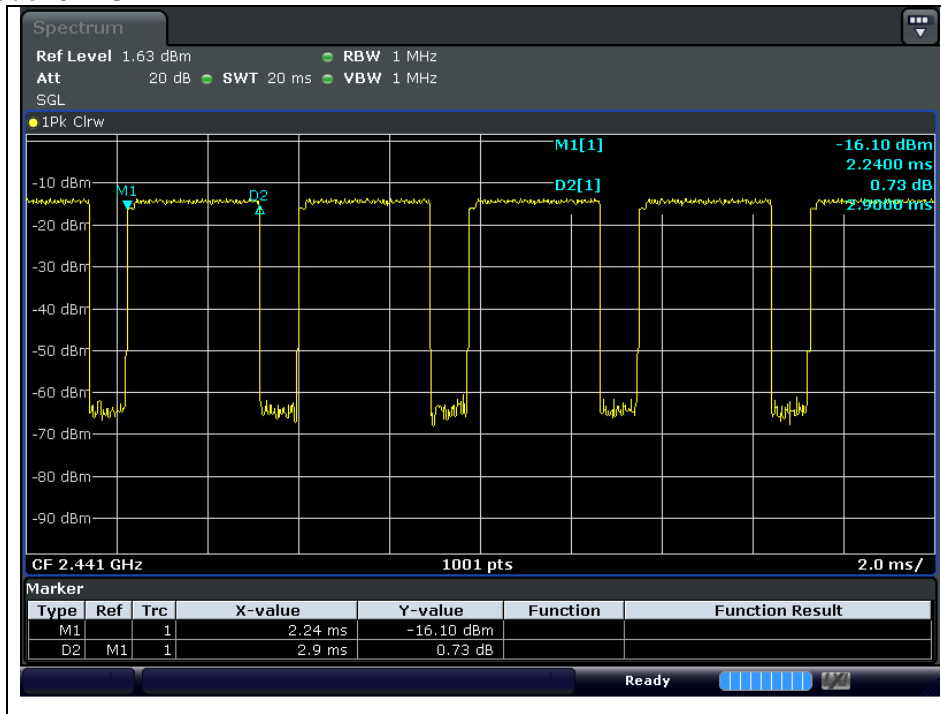 Spectrum
Ref Level 1.63 dBm RBW 1 MHz
Att 20 dB SWT 20 ms VBW 1 MHz
SGL
1Pk Clrw
M1[1] -16.10 dBm
2.2400 ms
-10 dBm M1 D2 D2[1] 0.73 dB
2.9000 ms
-20 dBm
-30 dBm
-40 dBm
-50 dBm
-60 dBm
-70 dBm
-80 dBm
-90 dBm
CF 2.441 GHz 1001 pts 2.0 ms/
Marker
Type Ref Trc X-value Y-value Function Function Result
M1 1 2.24 ms -16.10 dBm
D2 M1 1 2.9 ms 0.73 dB
Ready